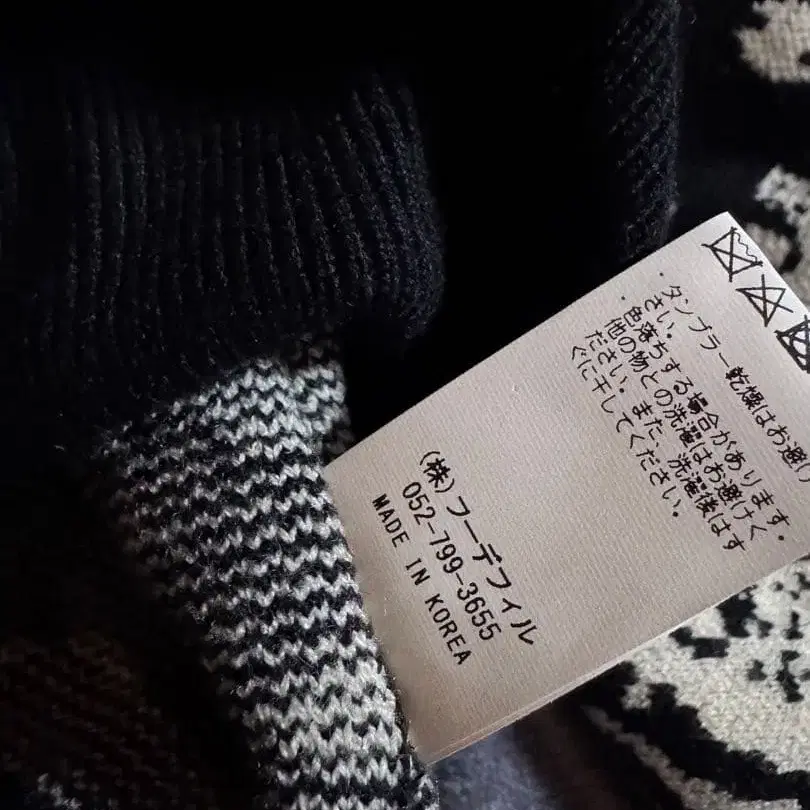 ・タンブラー乾燥はお避け
さい。
・色落ちする場合があります。
他の物との洗濯はお避けく
ださい。また、洗濯後はす
ぐに干してください。
(株)フーデフィル
052-799-3655
MADE IN KOREA